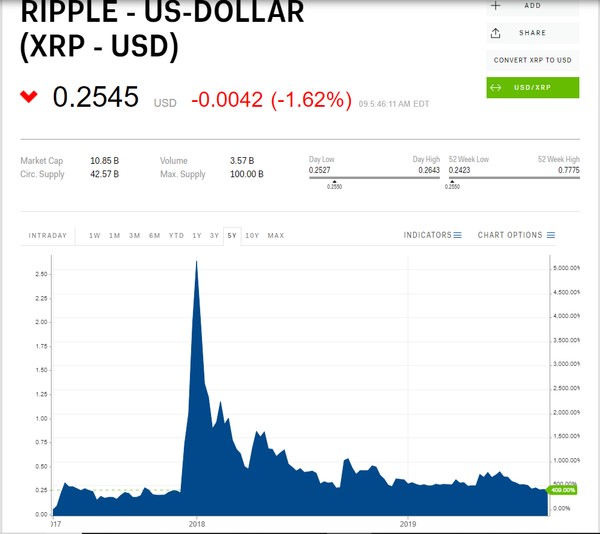 RIPPLE - US-DOLLAR
(XRP - USD)
ADD
SHARE
CONVERT XRP TO USD
USD/XRP
0.2545 USD -0.0042 (-1.62%) 09:5:46:11 AM EDT
Market Cap 10.85 B Volume 3.57 B
Circ. Supply 42.57 B Max. Supply 100.00 B
Day Low Day High 52 Week Low 52 Week High
0.2527 0.2643 0.2423 0.7775
0.2550 0.2550
INTRADAY 1W 1M 3M 6M YTD 1Y 3Y 5Y 10Y MAX INDICATORS CHART OPTIONS
2.50
2.25
2.00
1.75
1.50
1.25
1.00
0.75
0.50
0.25
0.00
5,000.00%
4,500.00%
4,000.00%
3,500.00%
3,000.00%
2,500.00%
2,000.00%
1,500.00%
1,000.00%
500.00%
400.00%
0.00%
)17 2018 2019